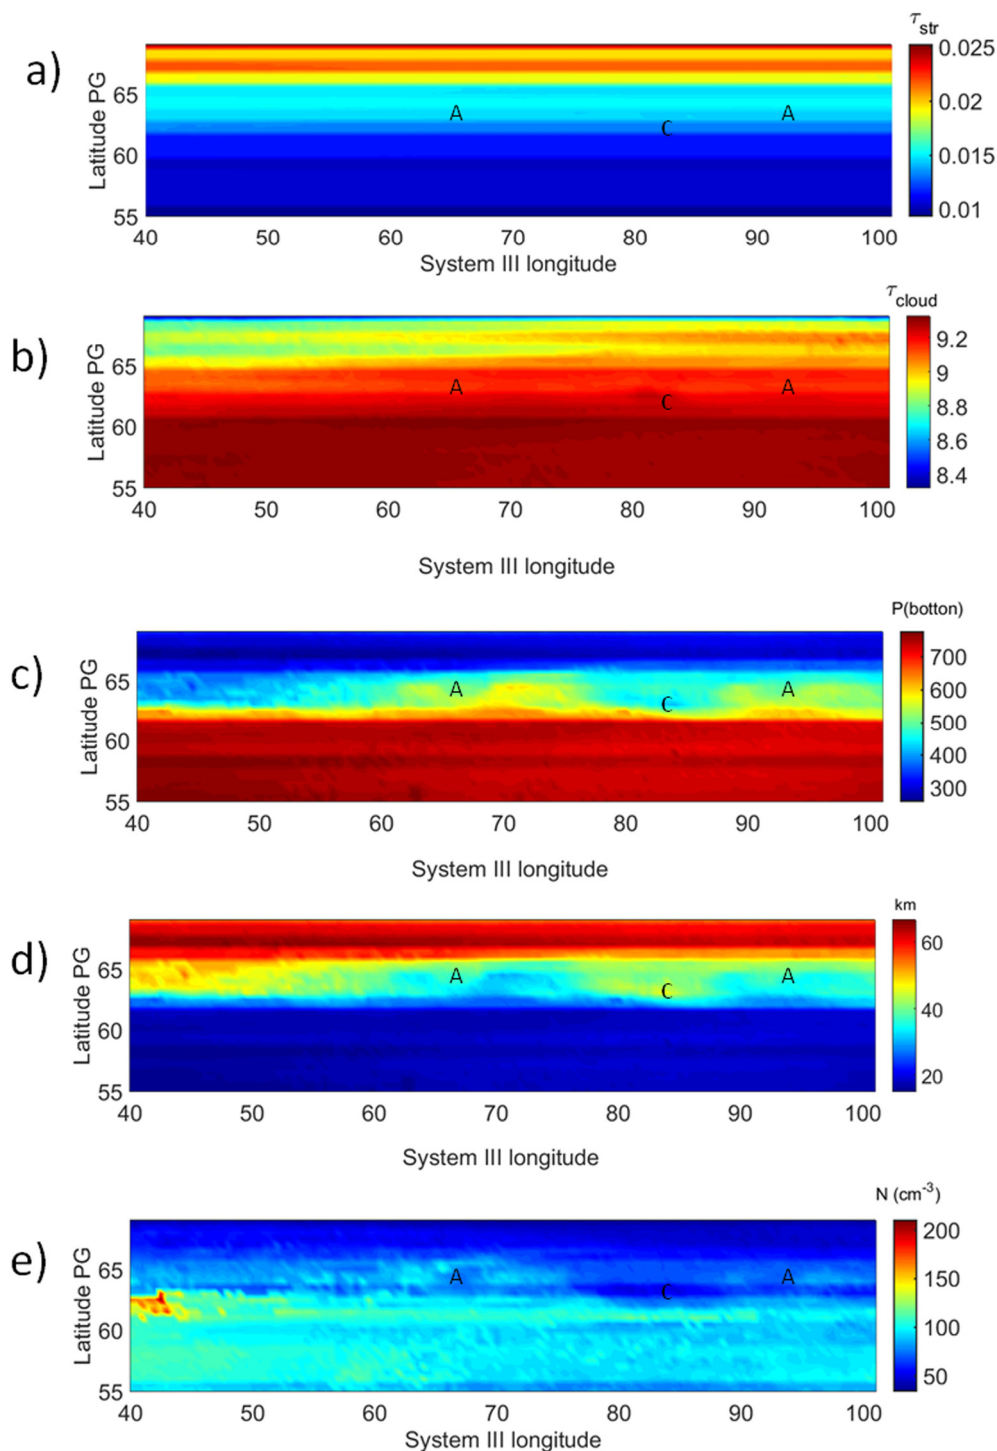 τstr
a)
Latitude PG
65
60
55
A
C
A
0.025
0.02
0.015
0.01
40 50 60 70 80 90 100
System III longitude
τcloud
b)
Latitude PG
65
60
55
A
C
A
9.2
9
8.8
8.6
8.4
40 50 60 70 80 90 100
System III longitude
P(botton)
c)
Latitude PG
65
60
55
A
C
A
700
600
500
400
300
40 50 60 70 80 90 100
System III longitude
km
d)
Latitude PG
65
60
55
A
C
A
60
40
20
40 50 60 70 80 90 100
System III longitude
N (cm-3)
e)
Latitude PG
65
60
55
A
C
A
200
150
100
50
40 50 60 70 80 90 100
System III longitude